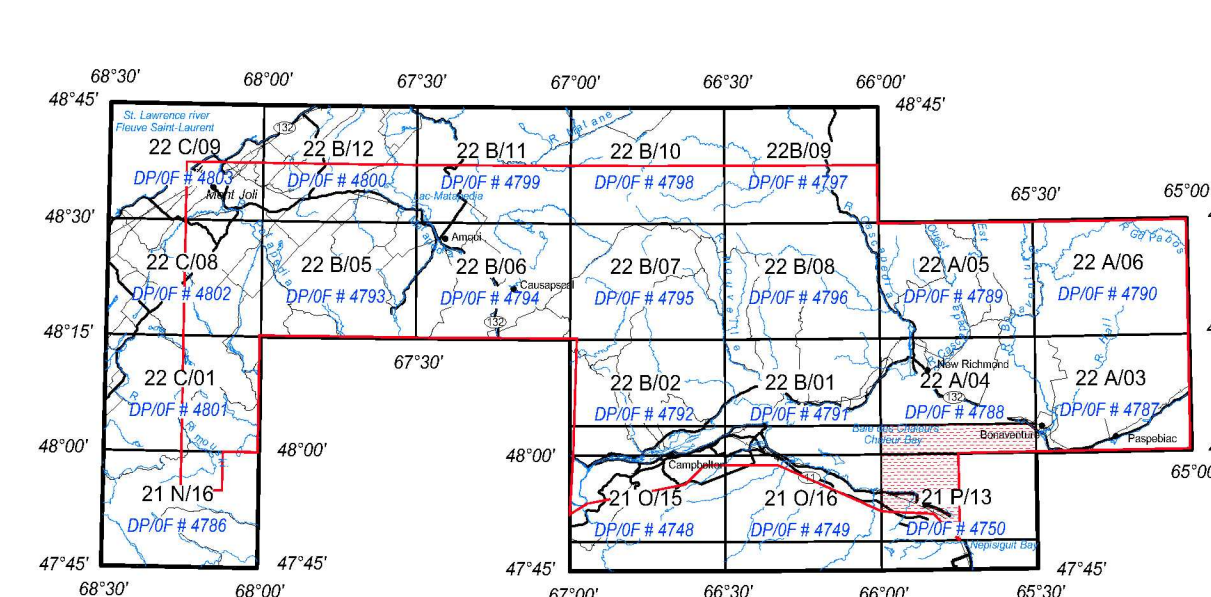 68°30'
68°00'
67°30'
67°00'
66°30'
66°00'
48°45'
48°45'
St. Lawrence river
Fleuve Saint-Laurent
132
R Matane
22 C/09
22 B/12
22 B/11
22 B/10
22B/09
DP/0F # 4803
DP/0F # 4800
DP/0F # 4799
DP/0F # 4798
DP/0F # 4797
Mont Joli
Lac-Matapedia
65°30'
65°00'
48°30'
Amqui
22 C/08
22 B/05
22 B/06
22 B/07
22 B/08
22 A/05
22 A/06
Causapscal
DP/0F # 4802
DP/0F # 4793
DP/0F # 4794
DP/0F # 4795
DP/0F # 4796
DP/0F # 4789
DP/0F # 4790
132
48°15'
67°30'
New Richmond
22 C/01
22 B/02
22 B/01
22 A/04
22 A/03
132
DP/0F # 4801
DP/0F # 4792
DP/0F # 4791
DP/0F # 4788
DP/0F # 4787
Baie des Chaleurs
Chaleur Bay
Bonaventure
Paspebiac
48°00'
48°00'
48°00'
Campbellton
65°00'
21 N/16
21 O/15
21 O/16
21 P/13
DP/0F # 4786
DP/0F # 4748
DP/0F # 4749
DP/0F # 4750
Nepisiguit Bay
47°45'
47°45'
47°45'
47°45'
68°30'
68°00'
67°00'
66°30'
66°00'
65°30'